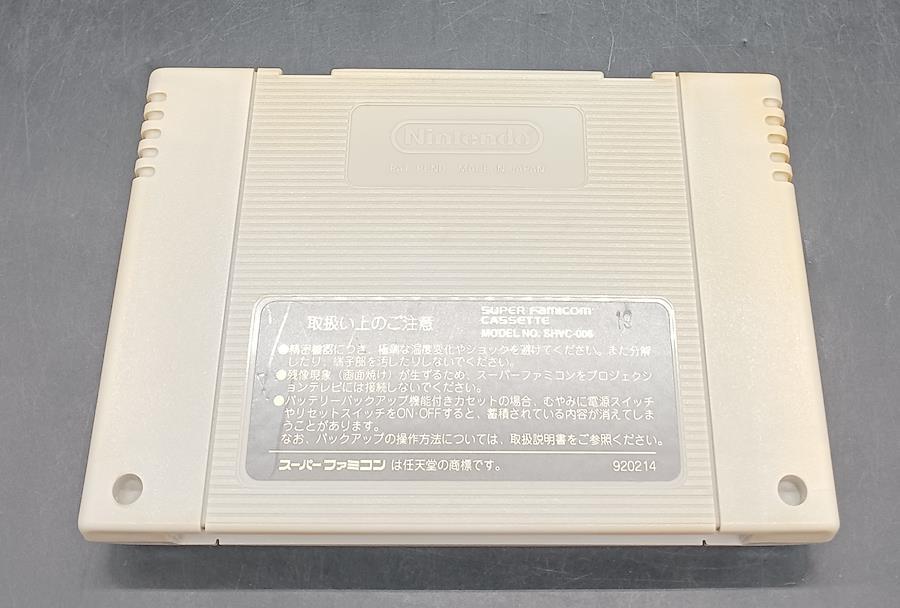 Nintendo
PAT. PEND. MADE IN JAPAN
取扱い上のご注意
SUPER Famicom
CASSETTE
MODEL NO. SHVC-006
19
●精密機器につき、極端な温度変化やショックを避けてください。また分解
したり、端子部を汚したりしないでください。
●残像現象（画面焼け）が生ずるため、スーパーファミコンをプロジェクシ
ョンテレビには接続しないでください。
●バッテリーバックアップ機能付きカセットの場合、むやみに電源スイッチ
やリセットスイッチをON・OFFすると、蓄積されている内容が消えてしま
うことがあります。
なお、バックアップの操作方法については、取扱説明書をご参照ください。
スーパーファミコン は任天堂の商標です。
920214